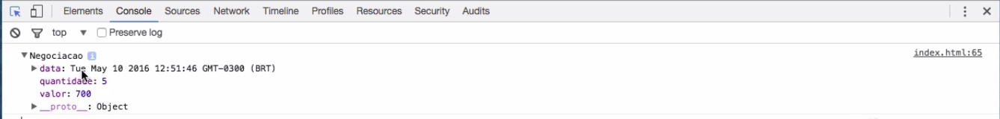 Elements Console Sources Network Timeline Profiles Resources Security Audits
top Preserve log
Negociacao i index.html:65
data: Tue May 10 2016 12:51:46 GMT-0300 (BRT)
quantidade: 5
valor: 700
__proto__: Object